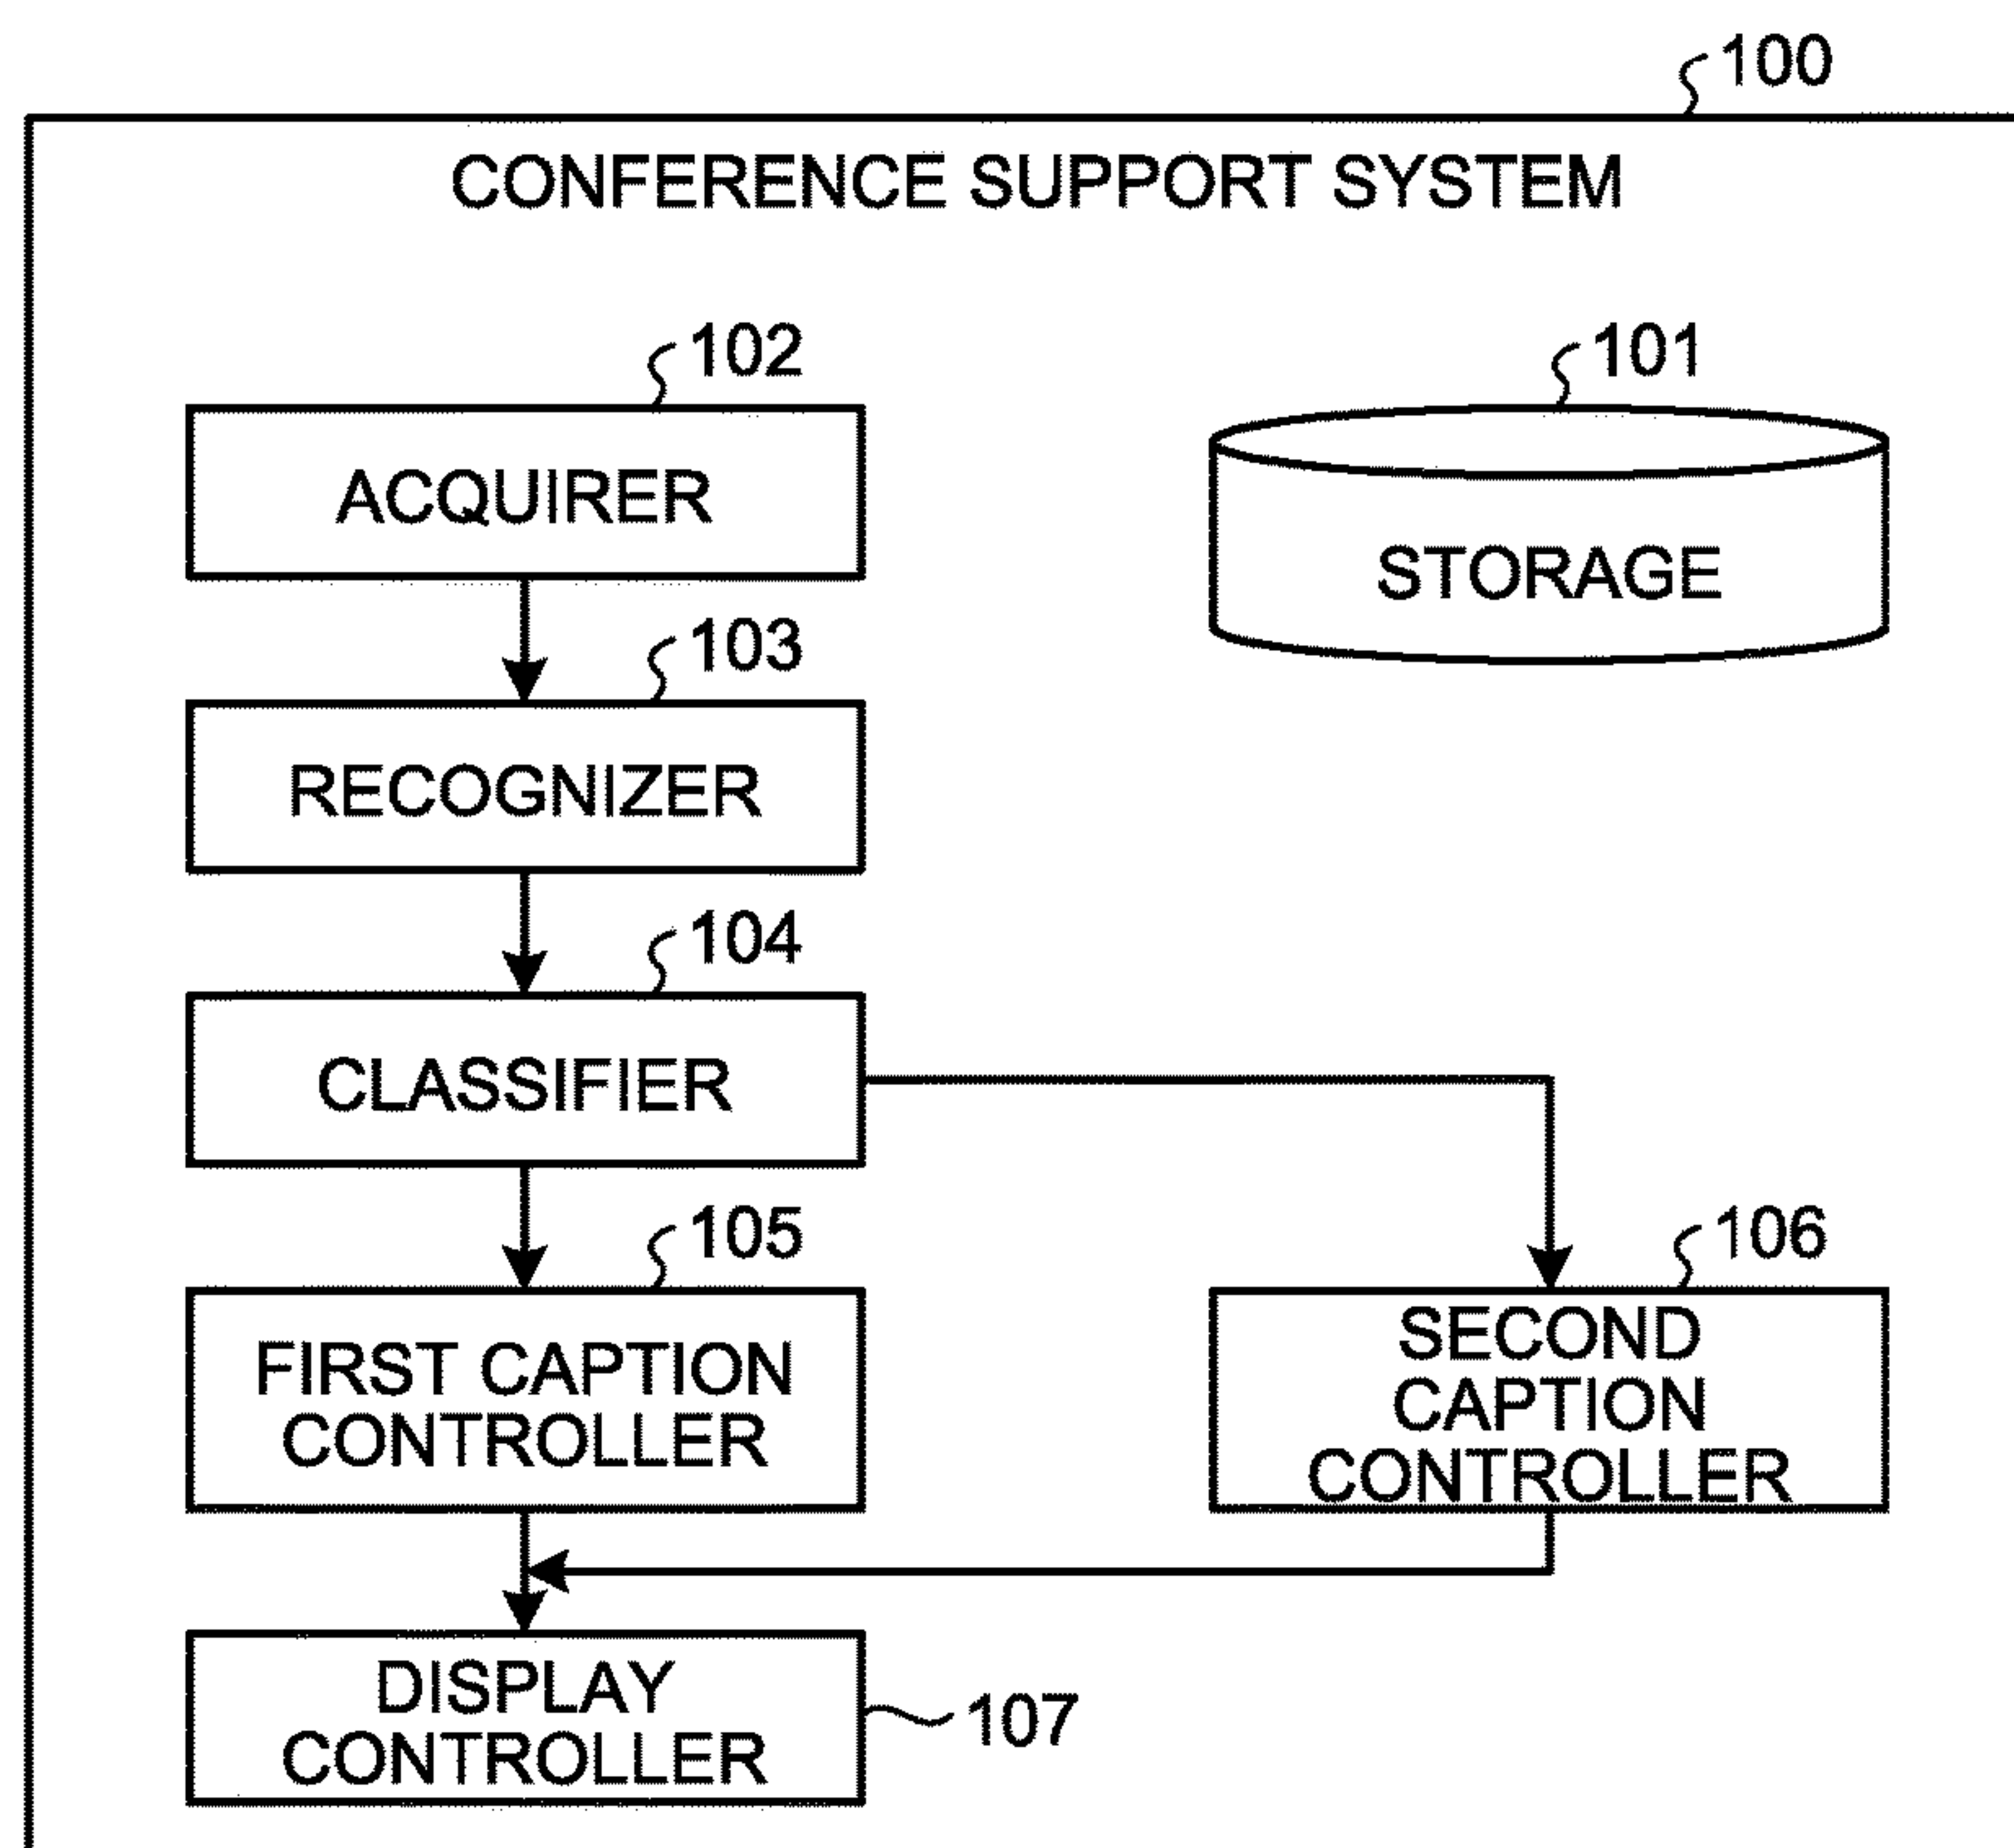 100
CONFERENCE SUPPORT SYSTEM
102
101
ACQUIRER
STORAGE
103
RECOGNIZER
104
CLASSIFIER
105
106
FIRST CAPTION
CONTROLLER
SECOND
CAPTION
CONTROLLER
DISPLAY
CONTROLLER
107